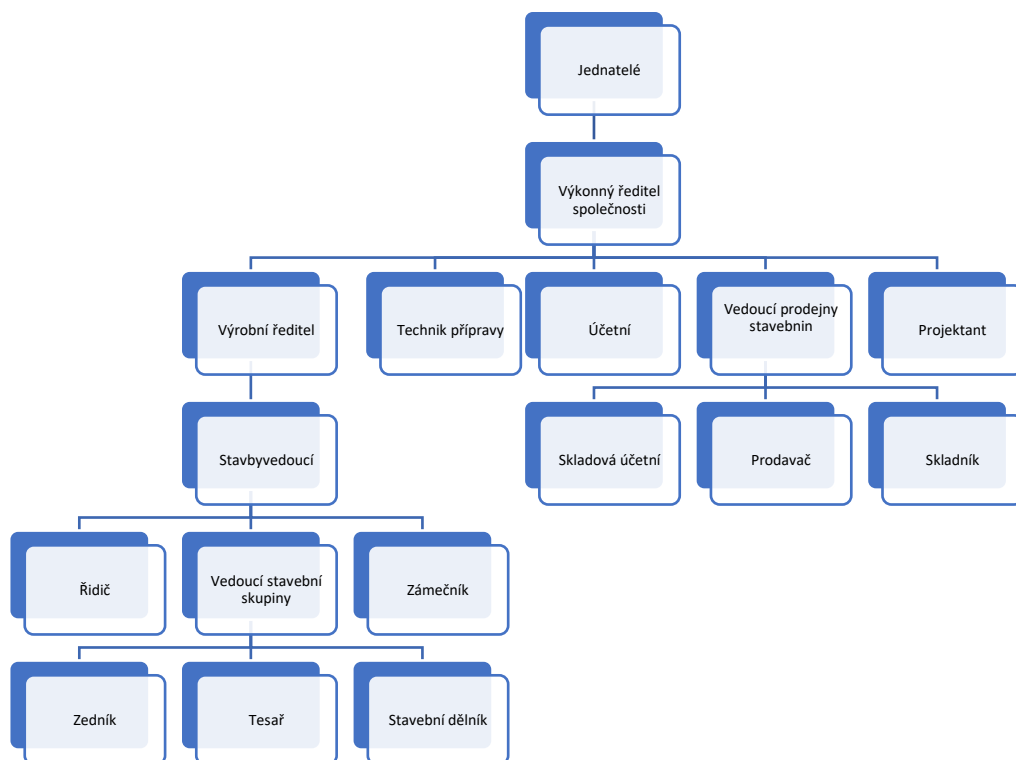 Jednatelé
Výkonný ředitel
společnosti
Výrobní ředitel
Technik přípravy
Účetní
Vedoucí prodejny
stavebnin
Projektant
Stavbyvedoucí
Skladová účetní
Prodavač
Skladník
Řidič
Vedoucí stavební
skupiny
Zámečník
Zedník
Tesař
Stavební dělník